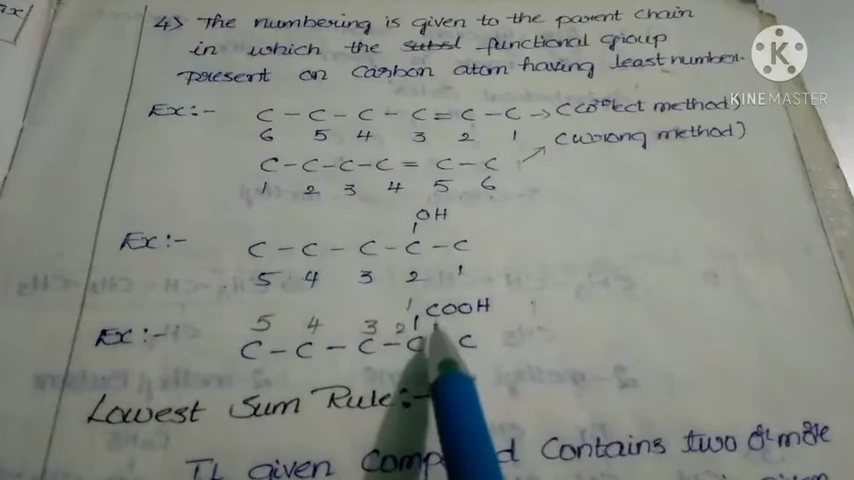 ix
4) The numbering is given to the parent chain
in which the subst functional group
present on carbon atom having least number.
K
KINEMASTER
Ex:- C - C - C - C = C - C → (correct method)
6 5 4 3 2 1
(wrong method)
C - C - C - C = C - C
1 2 3 4 5 6
OH
Ex:- C - C - C - C - C
5 4 3 2 1
1 COOH
5 4 3 2
Ex:- C - C - C - C C
Lowest Sum Rule:-
given contains two or more